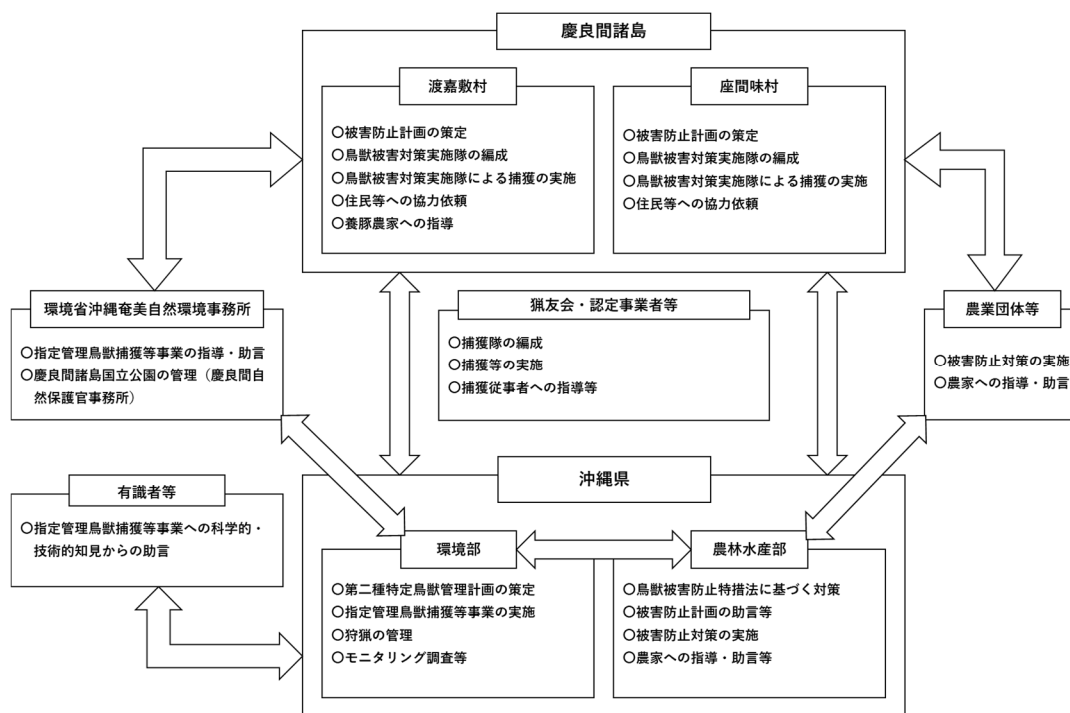 慶良間諸島
渡嘉敷村
○被害防止計画の策定
○鳥獣被害対策実施隊の編成
○鳥獣被害対策実施隊による捕獲の実施
○住民等への協力依頼
○養豚農家への指導
座間味村
○被害防止計画の策定
○鳥獣被害対策実施隊の編成
○鳥獣被害対策実施隊による捕獲の実施
○住民等への協力依頼
環境省沖縄奄美自然環境事務所
○指定管理鳥獣捕獲等事業の指導・助言
○慶良間諸島国立公園の管理（慶良間自
然保護官事務所）
猟友会・認定事業者等
○捕獲隊の編成
○捕獲等の実施
○捕獲従事者への指導等
農業団体等
○被害防止対策の実施
○農家への指導・助言
有識者等
○指定管理鳥獣捕獲等事業への科学的・
技術的知見からの助言
沖縄県
環境部
○第二種特定鳥獣管理計画の策定
○指定管理鳥獣捕獲等事業の実施
○狩猟の管理
○モニタリング調査等
農林水産部
○鳥獣被害防止特措法に基づく対策
○被害防止計画の助言等
○被害防止対策の実施
○農家への指導・助言等